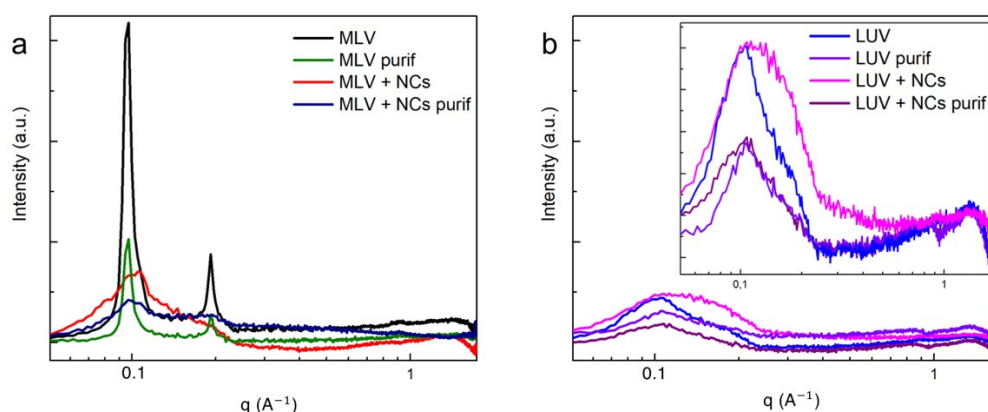 a
MLV
MLV purif
MLV + NCs
MLV + NCs purif
Intensity (a.u.)
0.1
1
q (A⁻¹)
b
LUV
LUV purif
LUV + NCs
LUV + NCs purif
Intensity (a.u.)
0.1
1
0.1
1
q (A⁻¹)